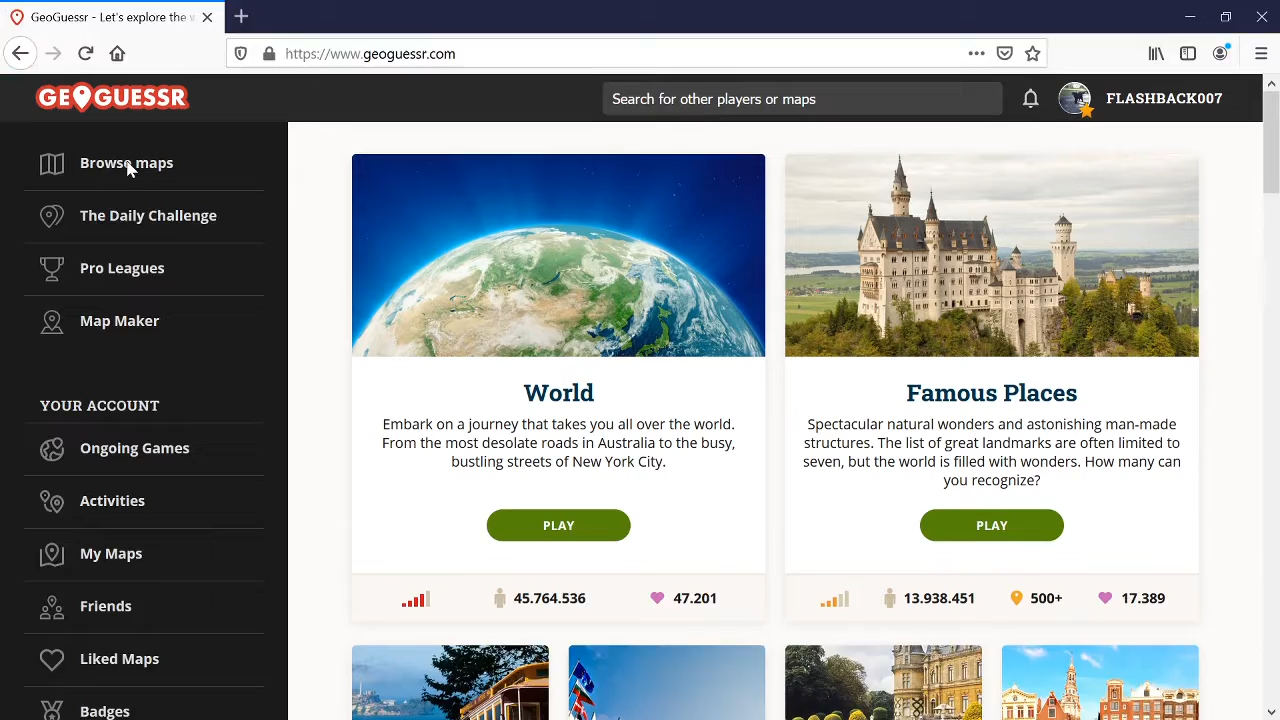 GeoGuessr - Let's explore the w
https://www.geoguessr.com
GEOGUESSR
Search for other players or maps
FLASHBACK007
Browse maps
The Daily Challenge
Pro Leagues
Map Maker
YOUR ACCOUNT
Ongoing Games
Activities
My Maps
Friends
Liked Maps
Badges
World
Embark on a journey that takes you all over the world.
From the most desolate roads in Australia to the busy,
bustling streets of New York City.
PLAY
45.764.536
47.201
Famous Places
Spectacular natural wonders and astonishing man-made
structures. The list of great landmarks are often limited to
seven, but the world is filled with wonders. How many can
you recognize?
PLAY
13.938.451
500+
17.389